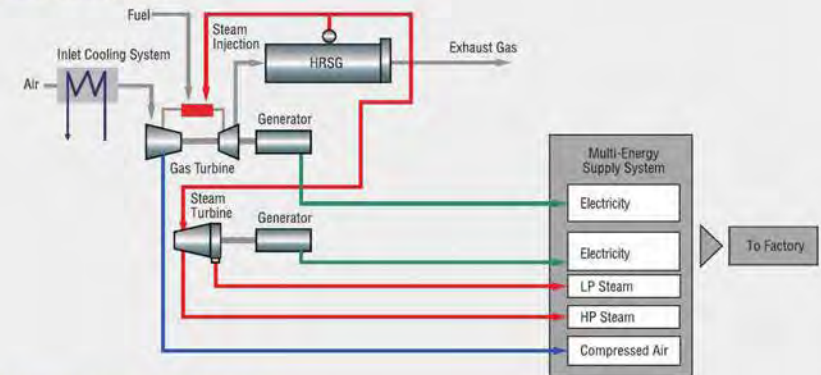 Fuel
Steam
Injection
Inlet Cooling System
HRSG
Exhaust Gas
Air
Generator
Gas Turbine
Multi-Energy
Supply System
Steam
Turbine
Generator
Electricity
Electricity
To Factory
LP Steam
HP Steam
Compressed Air